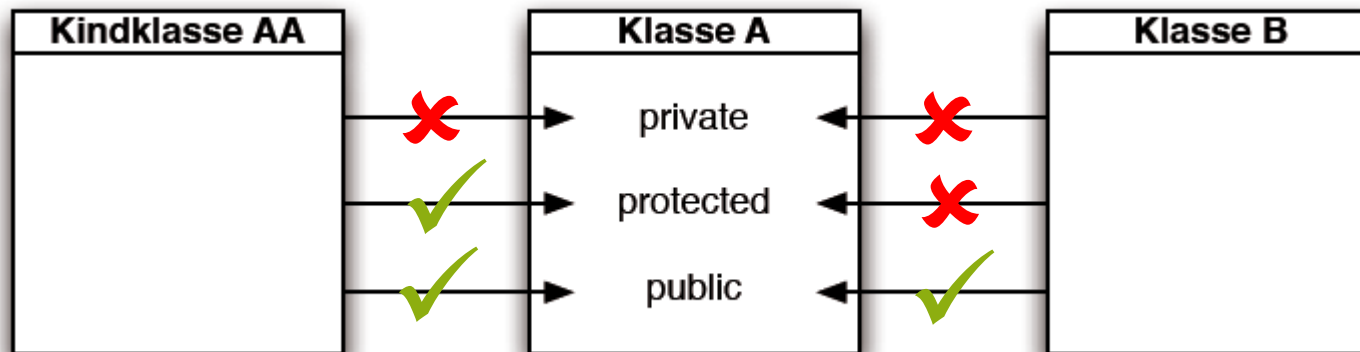 Kindklasse AA
Klasse A
Klasse B
private
protected
public